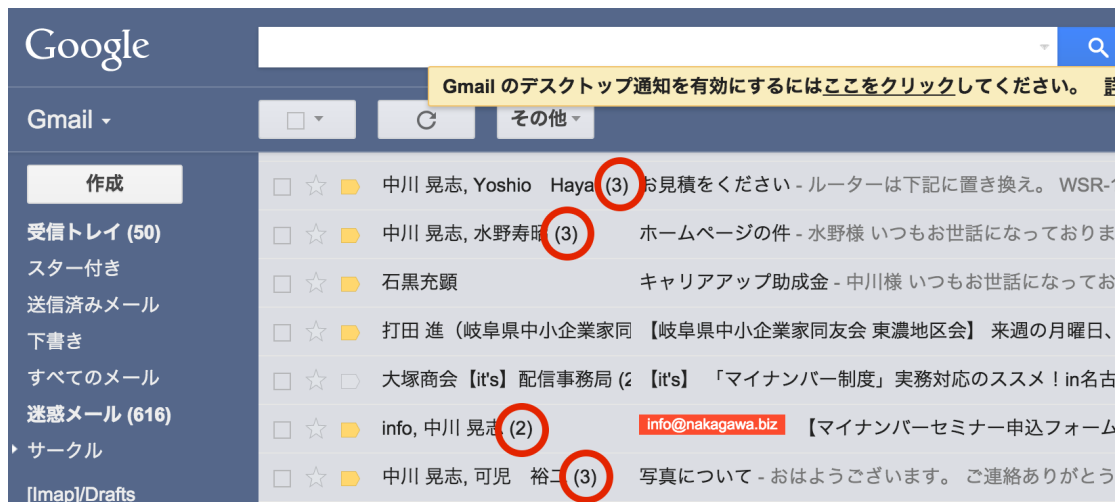 Google
Gmail のデスクトップ通知を有効にするにはここをクリックしてください。
Gmail
その他
作成
受信トレイ (50)
スター付き
送信済みメール
下書き
すべてのメール
迷惑メール (616)
サークル
[Imap]/Drafts
中川 晃志, Yoshio Haya (3) お見積をください - ルーターは下記に置き換え。 WSR-
中川 晃志, 水野寿昭 (3) ホームページの件 - 水野様 いつもお世話になっておりま
石黒充顕 キャリアアップ助成金 - 中川様 いつもお世話になってお
打田 進（岐阜県中小企業家同 【岐阜県中小企業家同友会 東濃地区会】 来週の月曜日、
大塚商会【it's】配信事務局 (2 【it's】 「マイナンバー制度」実務対応のススメ！in名古
info, 中川 晃志 (2) info@nakagawa.biz 【マイナンバーセミナー申込フォーム
中川 晃志, 可児 裕二 (3) 写真について - おはようございます。 ご連絡ありがとう